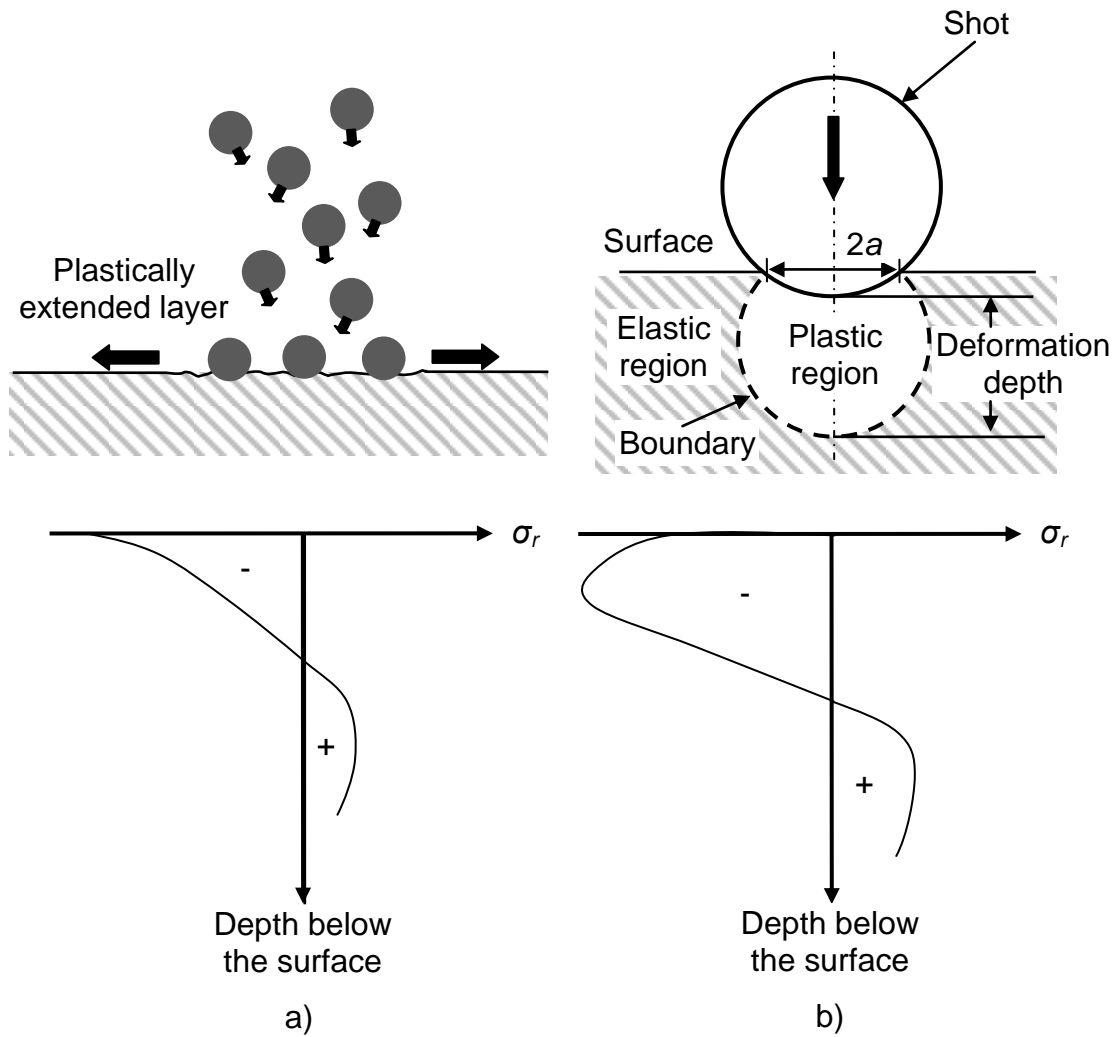 Shot
Plastically
extended layer
Surface
2a
Elastic
region
Plastic
region
Deformation
depth
Boundary
σr
-
+
Depth below
the surface
a)
σr
-
+
Depth below
the surface
b)